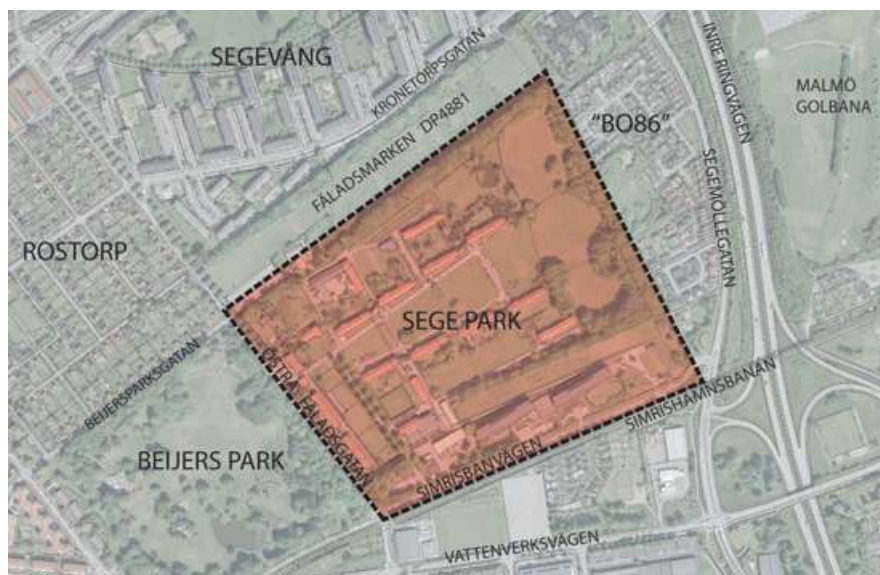 SEGEVÅNG
KRONETORPSGATAN
INRE RINGVÄGEN
MALMÖ
GOLBANA
"BO86"
FÄLADSMARKEN DP4881
SEGEMÖLLEGATAN
ROSTORP
SEGE PARK
BEIJERSPARKSGATAN
ÖSTRA FÄLADSGATAN
SIMRISHAMNSBANAN
BEIJERS PARK
SIMRISBANVÄGEN
VATTENVERKSVÄGEN